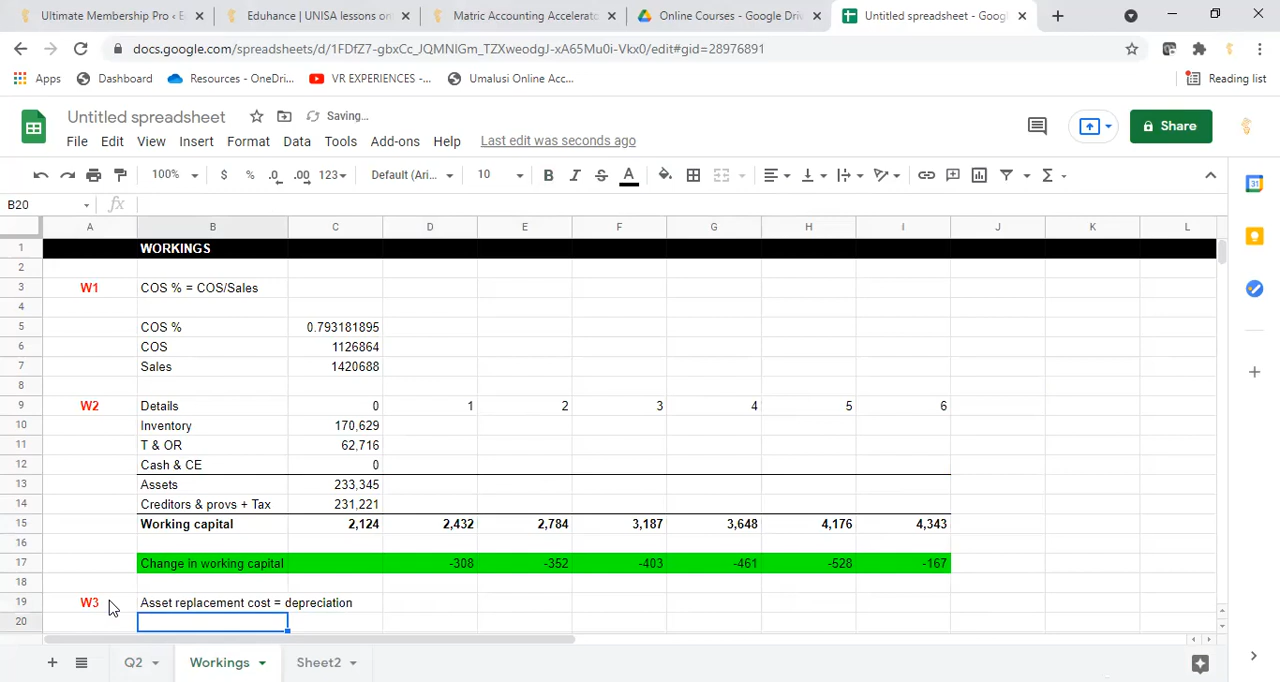 Ultimate Membership Pro ‹ E
Eduhance | UNISA lessons on
Matric Accounting Accelerato
Online Courses - Google Driv
Untitled spreadsheet - Goog
docs.google.com/spreadsheets/d/1FDfZ7-gbxCc_JQMNlGm_TZXweodgJ-xA65Mu0i-Vkx0/edit#gid=28976891
Apps Dashboard Resources - OneDri... VR EXPERIENCES -... Umalusi Online Acc... Reading list
Untitled spreadsheet Saving...
File Edit View Insert Format Data Tools Add-ons Help Last edit was seconds ago Share
100% $ % .0 .00 123 Default (Ari... 10 B I S A Σ
B20 fx
A B C D E F G H I J K L
1 WORKINGS
2
3 W1 COS % = COS/Sales
4
5 COS % 0.793181895
6 COS 1126864
7 Sales 1420688
8
9 W2 Details 0 1 2 3 4 5 6
10 Inventory 170,629
11 T & OR 62,716
12 Cash & CE 0
13 Assets 233,345
14 Creditors & provs + Tax 231,221
15 Working capital 2,124 2,432 2,784 3,187 3,648 4,176 4,343
16
17 Change in working capital -308 -352 -403 -461 -528 -167
18
19 W3 Asset replacement cost = depreciation
20
Q2 Workings Sheet2
31